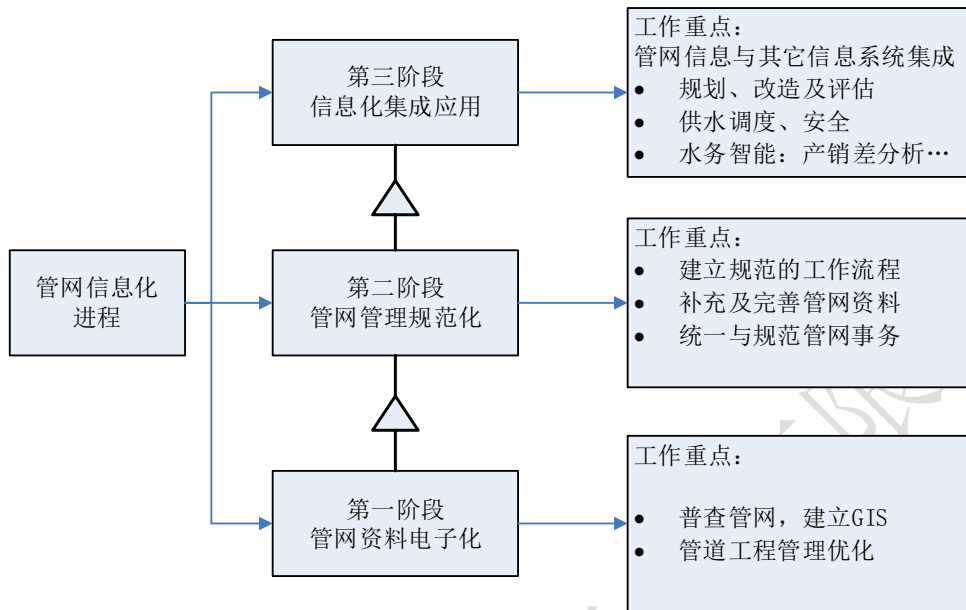 第三阶段
信息化集成应用
工作重点：
管网信息与其它信息系统集成
● 规划、改造及评估
● 供水调度、安全
● 水务智能：产销差分析…
管网信息化
进程
第二阶段
管网管理规范化
工作重点：
● 建立规范的工作流程
● 补充及完善管网资料
● 统一与规范管网事务
第一阶段
管网资料电子化
工作重点：
● 普查管网，建立GIS
● 管道工程管理优化
限